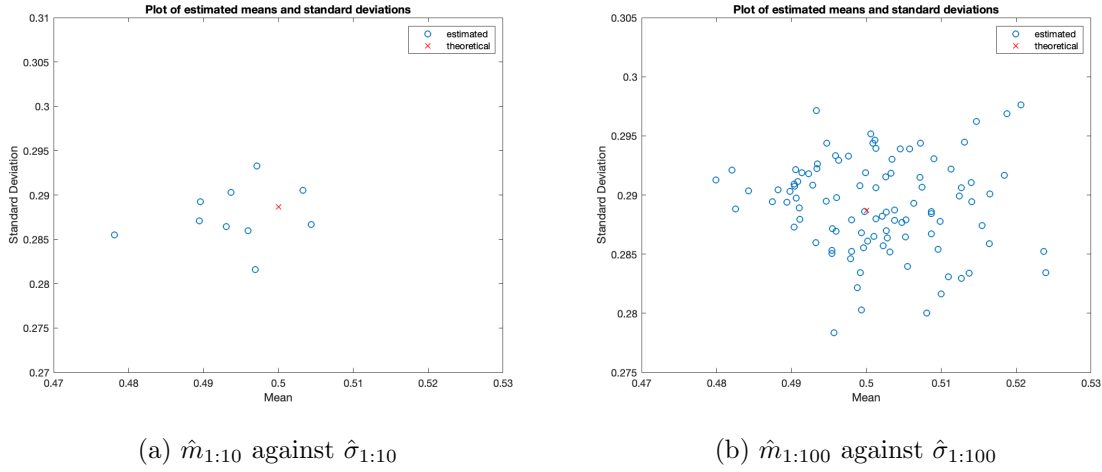 Plot of estimated means and standard deviations
0.31
0.305
0.3
0.295
0.29
0.285
0.28
0.275
0.27
Standard Deviation
estimated
theoretical
0.47 0.48 0.49 0.5 0.51 0.52 0.53
Mean
(a) m̂1:10 against σ̂1:10
Plot of estimated means and standard deviations
0.305
0.3
0.295
0.29
0.285
0.28
0.275
Standard Deviation
estimated
theoretical
0.47 0.48 0.49 0.5 0.51 0.52 0.53
Mean
(b) m̂1:100 against σ̂1:100